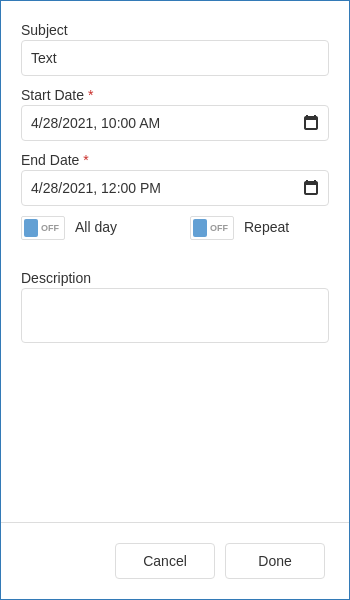 Subject
Text
Start Date *
4/28/2021, 10:00 AM
End Date *
4/28/2021, 12:00 PM
OFF All day OFF Repeat
Description
Cancel Done